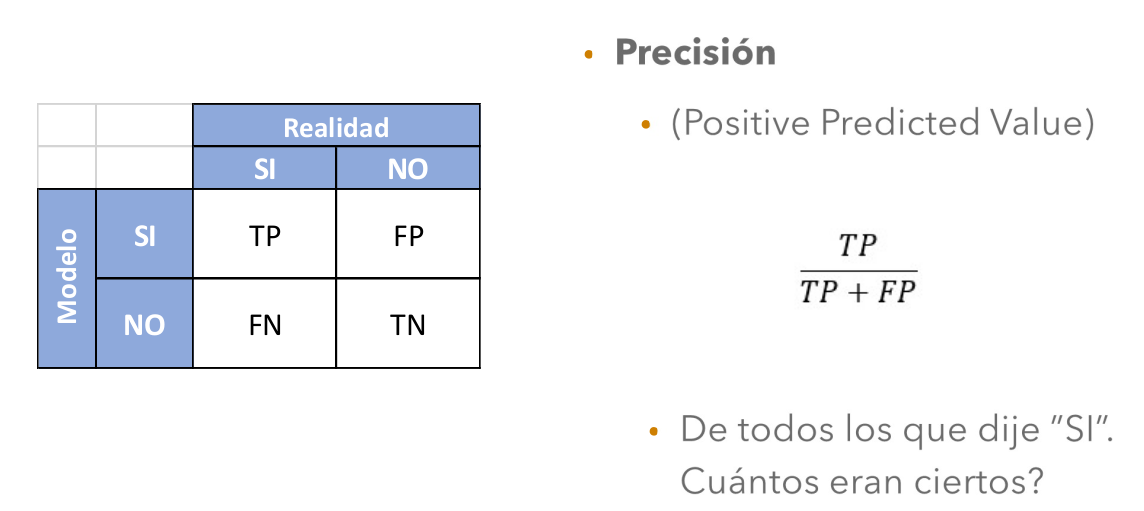 Realidad
SI NO
Modelo
SI TP FP
NO FN TN
• Precisión
• (Positive Predicted Value)
TP
TP + FP
• De todos los que dije ”SI”.
Cuántos eran ciertos?